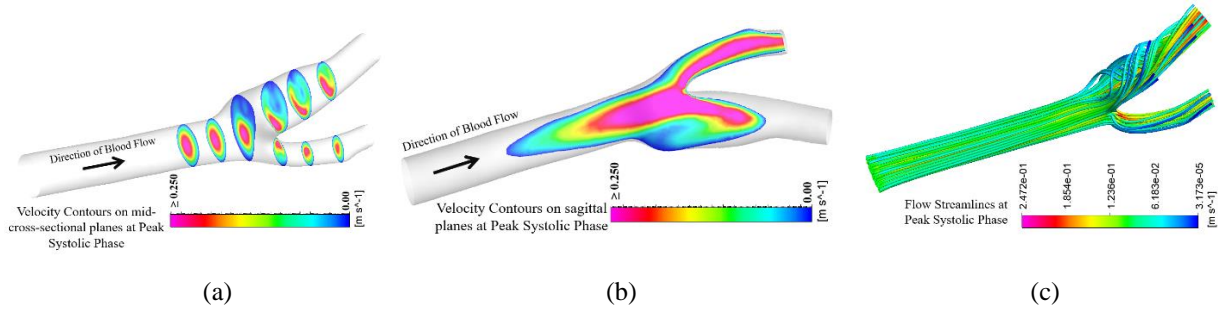 Direction of Blood Flow
Velocity Contours on mid-
cross-sectional planes at Peak
Systolic Phase
≥ 0.250
0.00
[m s^-1]
(a)
Direction of Blood Flow
Velocity Contours on sagittal
planes at Peak Systolic Phase
≥ 0.250
0.00
[m s^-1]
(b)
Flow Streamlines at
Peak Systolic Phase
2.472e-01
1.854e-01
1.236e-01
6.183e-02
3.173e-05
[m s^-1]
(c)